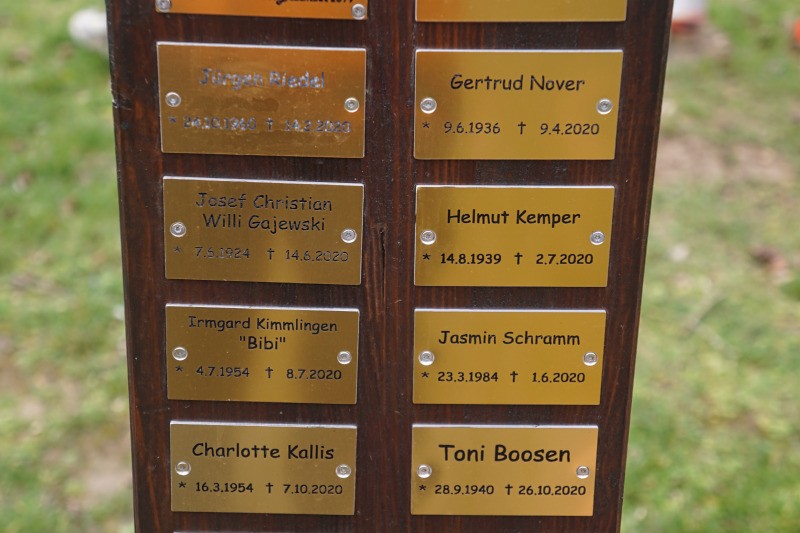 Jürgen Riedel
2020
Gertrud Nover
* 9.6.1936 † 9.4.2020
Josef Christian
Willi Gajewski
* 7.5.1924 † 14.6.2020
Helmut Kemper
* 14.8.1939 † 2.7.2020
Irmgard Kimmlingen
"Bibi"
* 4.7.1954 † 8.7.2020
Jasmin Schramm
* 23.3.1984 † 1.6.2020
Charlotte Kallis
* 16.3.1954 † 7.10.2020
Toni Boosen
* 28.9.1940 † 26.10.2020